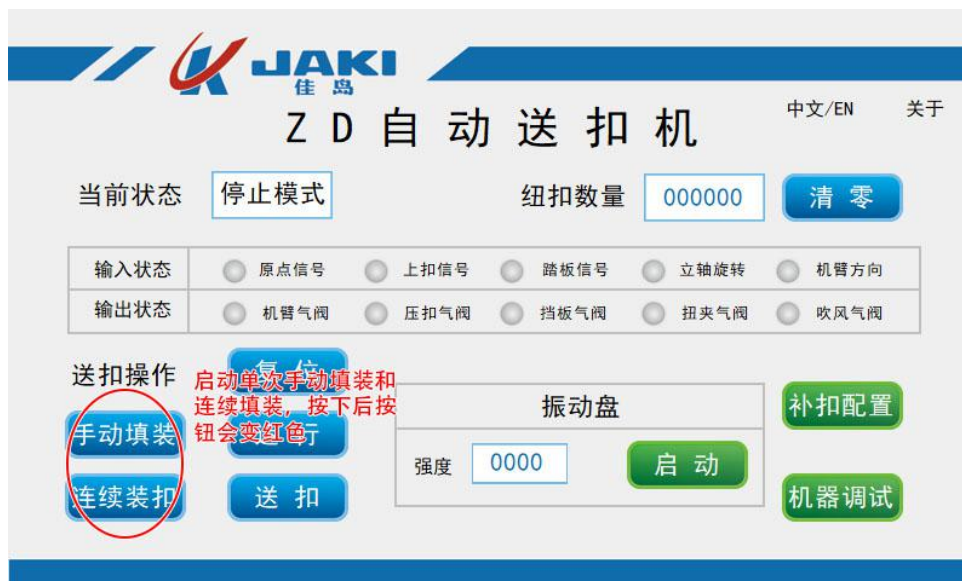 JAKI
佳岛
ZD自动送扣机
中文/EN
关于
当前状态
停止模式
纽扣数量
000000
清零
输入状态
原点信号
上扣信号
踏板信号
立轴旋转
机臂方向
输出状态
机臂气阀
压扣气阀
挡板气阀
扭夹气阀
吹风气阀
送扣操作
复位
启动单次手动填装和
连续填装，按下后按
钮会变红色
手动填装
行
连续装扣
送扣
振动盘
强度
0000
启动
补扣配置
机器调试